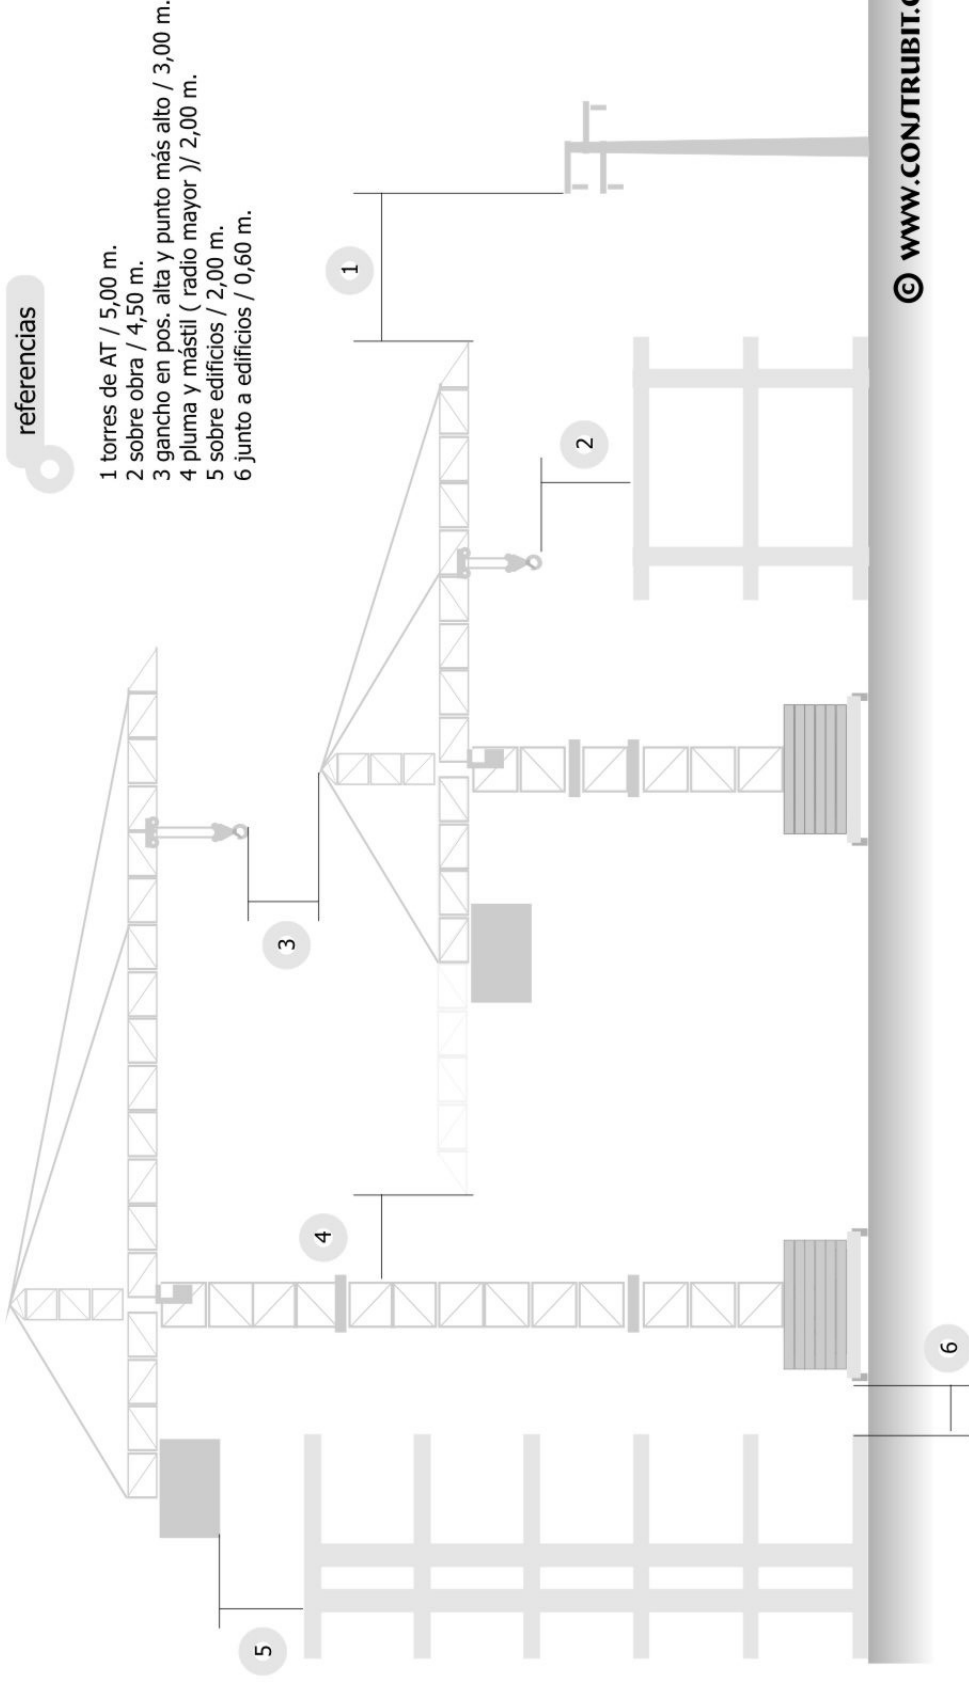 referencias
1 torres de AT / 5,00 m.
2 sobre obra / 4,50 m.
3 gancho en pos. alta y punto más alto / 3,00 m.
4 pluma y mástil ( radio mayor )/ 2,00 m.
5 sobre edificios / 2,00 m.
6 junto a edificios / 0,60 m.
5
4
3
1
2
6
© WWW.CONSTRUBIT.C